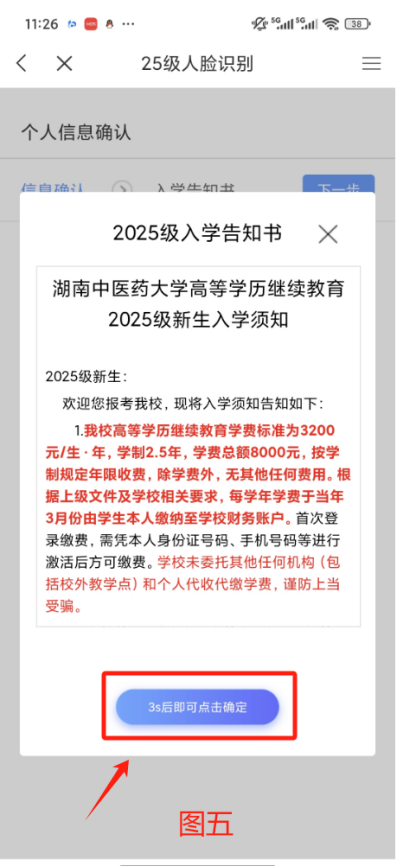 11:26
5G 5G 38
25级人脸识别
个人信息确认
信息确认 入学告知书 下一步
2025级入学告知书
湖南中医药大学高等学历继续教育
2025级新生入学须知
2025级新生：
欢迎您报考我校，现将入学须知告知如下：
1.我校高等学历继续教育学费标准为3200
元/生·年，学制2.5年，学费总额8000元，按学
制规定年限收费，除学费外，无其他任何费用。根
据上级文件及学校相关要求，每学年学费于当年
3月份由学生本人缴纳至学校财务账户。首次登
录缴费，需凭本人身份证号码、手机号码等进行
激活后方可缴费。学校未委托其他任何机构（包
括校外教学点）和个人代收代缴学费，谨防上当
受骗。
3s后即可点击确定
图五